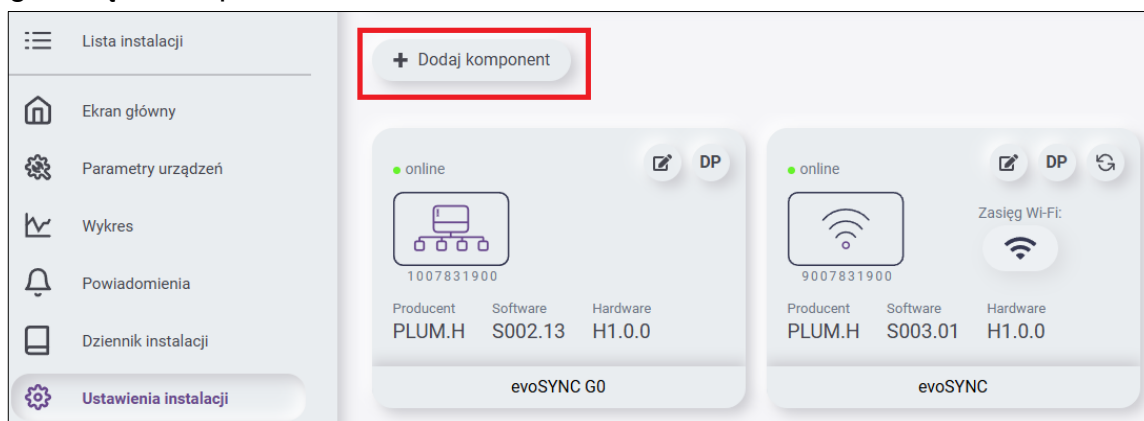 Lista instalacji
Ekran główny
Parametry urządzeń
Wykres
Powiadomienia
Dziennik instalacji
Ustawienia instalacji
+ Dodaj komponent
online
DP
1007831900
Producent Software Hardware
PLUM.H S002.13 H1.0.0
evoSYNC G0
online
DP
Zasięg Wi-Fi:
9007831900
Producent Software Hardware
PLUM.H S003.01 H1.0.0
evoSYNC